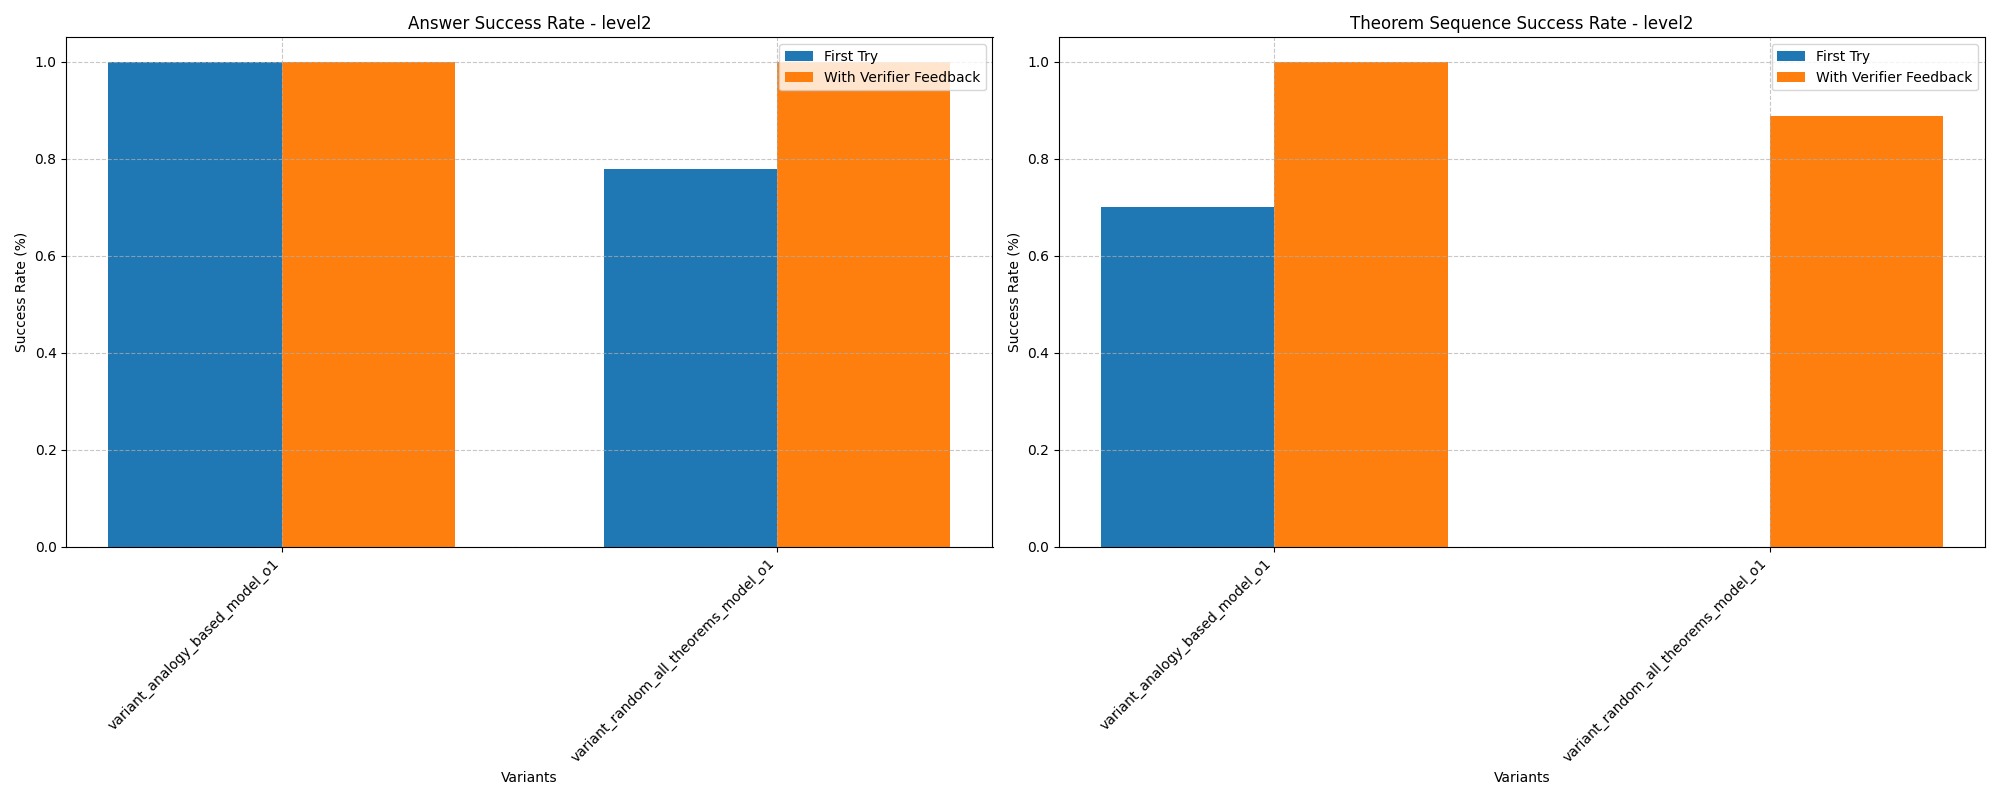 Answer Success Rate - level2
Success Rate (%)
1.0
0.8
0.6
0.4
0.2
0.0
First Try
With Verifier Feedback
variant_analogy_based_model_o1
variant_random_all_theorems_model_o1
Variants
Theorem Sequence Success Rate - level2
Success Rate (%)
1.0
0.8
0.6
0.4
0.2
0.0
First Try
With Verifier Feedback
variant_analogy_based_model_o1
variant_random_all_theorems_model_o1
Variants